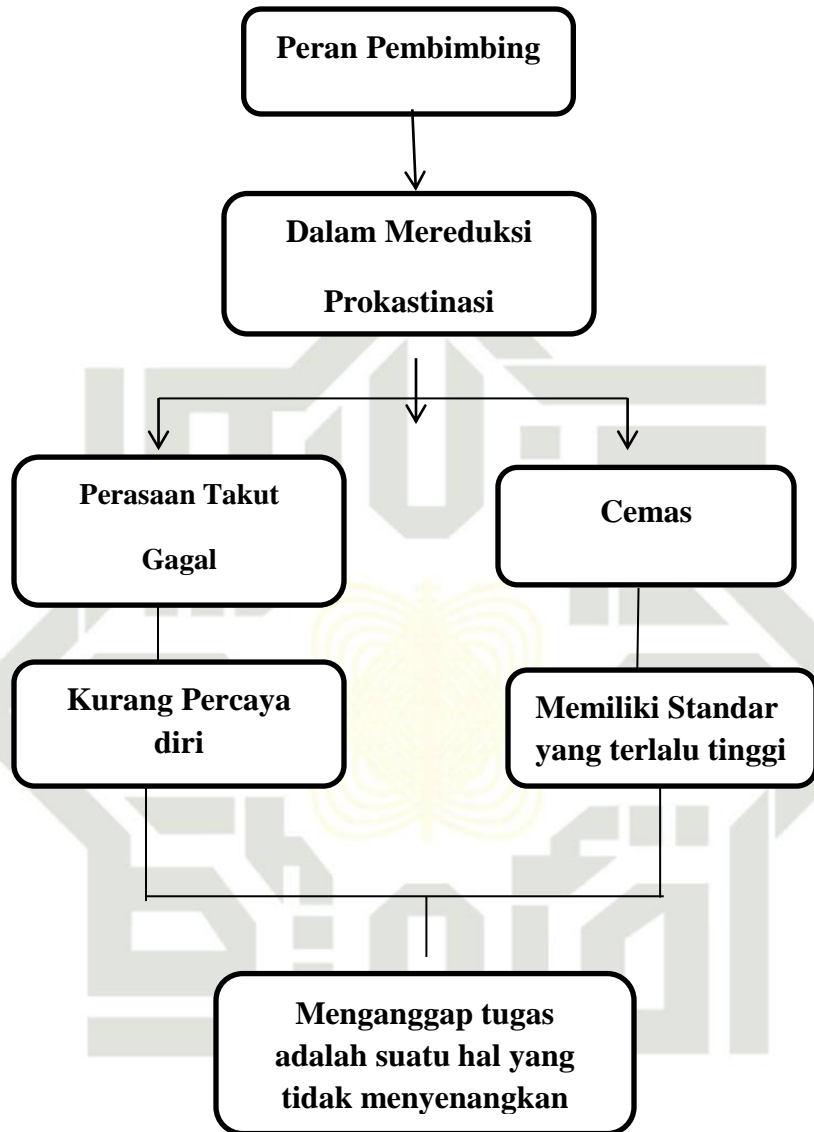 Peran Pembimbing
Dalam Mereduksi
Prokastinasi
Perasaan Takut
Gagal
Cemas
Kurang Percaya
diri
Memiliki Standar
yang terlalu tinggi
Menganggap tugas
adalah suatu hal yang
tidak menyenangkan